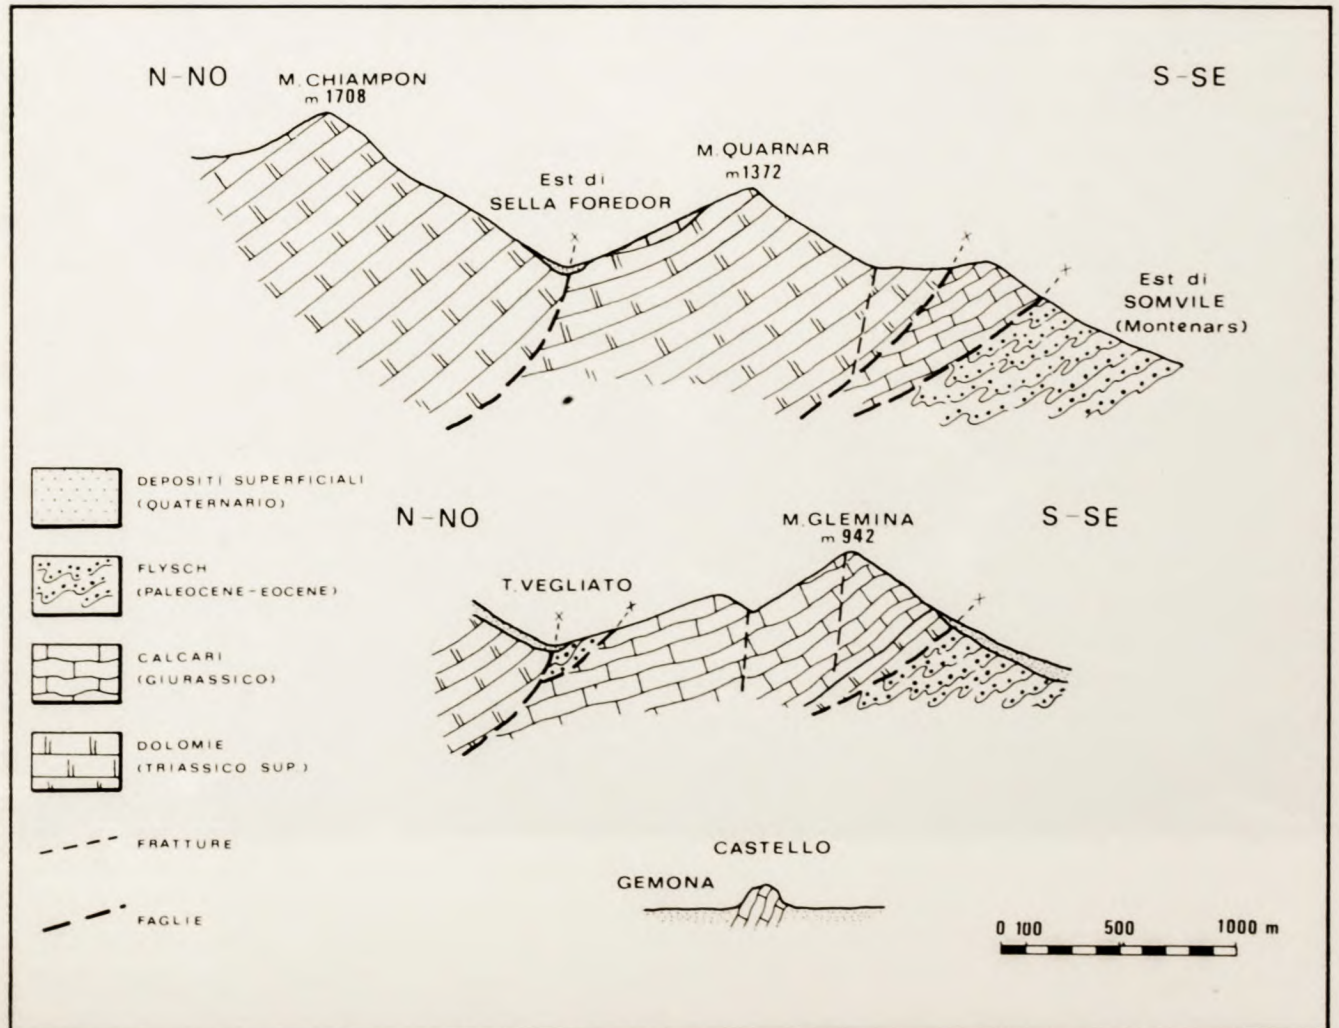 N-NO
M. CHIAMPON
m 1708
S-SE
M. QUARNAR
m 1372
Est di
SELLA FOREDOR
Est di
SOMVILE
(Montenars)
DEPOSITI SUPERFICIALI
(QUATERNARIO)
FLYSCH
(PALEOCENE-EOCENE)
CALCARI
(GIURASSICO)
DOLOMIE
(TRIASSICO SUP.)
FRATTURE
FAGLIE
N-NO
M. GLEMINA
m 942
S-SE
T. VEGLIATO
CASTELLO
GEMONA
0 100 500 1000 m